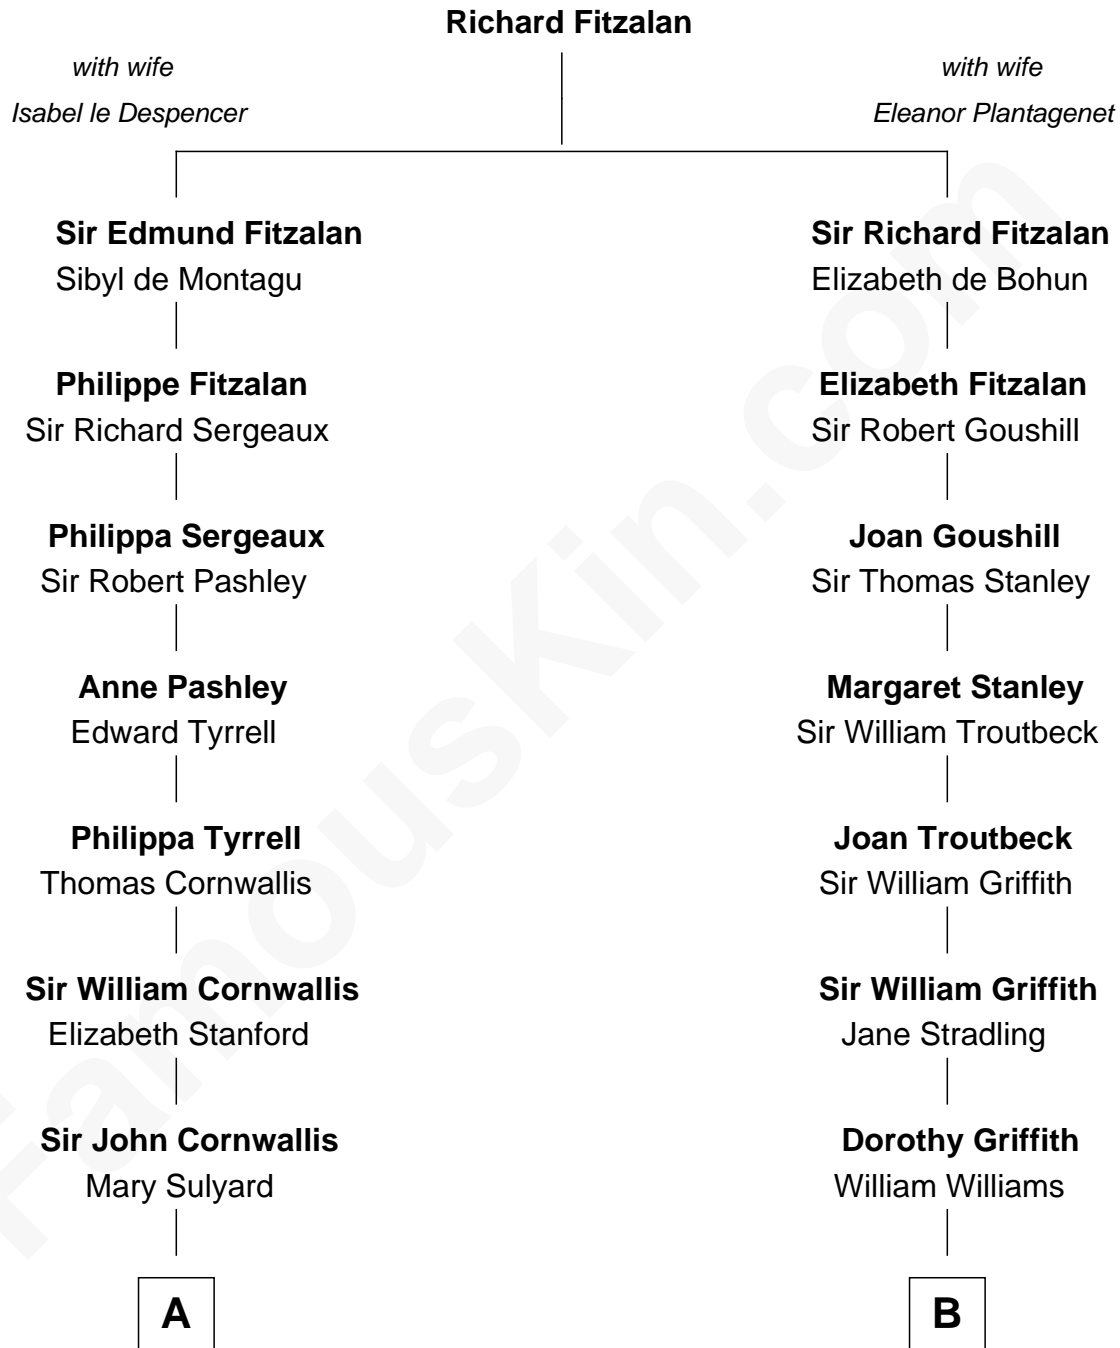 Richard Fitzalan
with wife
Isabel le Despencer
with wife
Eleanor Plantagenet
Sir Edmund Fitzalan
Sibyl de Montagu
Sir Richard Fitzalan
Elizabeth de Bohun
Philippe Fitzalan
Sir Richard Sergeaux
Elizabeth Fitzalan
Sir Robert Goushill
Philippa Sergeaux
Sir Robert Pashley
Joan Goushill
Sir Thomas Stanley
Anne Pashley
Edward Tyrrell
Margaret Stanley
Sir William Troutbeck
Philippa Tyrrell
Thomas Cornwallis
Joan Troutbeck
Sir William Griffith
Sir William Cornwallis
Elizabeth Stanford
Sir William Griffith
Jane Stradling
Sir John Cornwallis
Mary Sulyard
Dorothy Griffith
William Williams
A
B
FamousKin.com